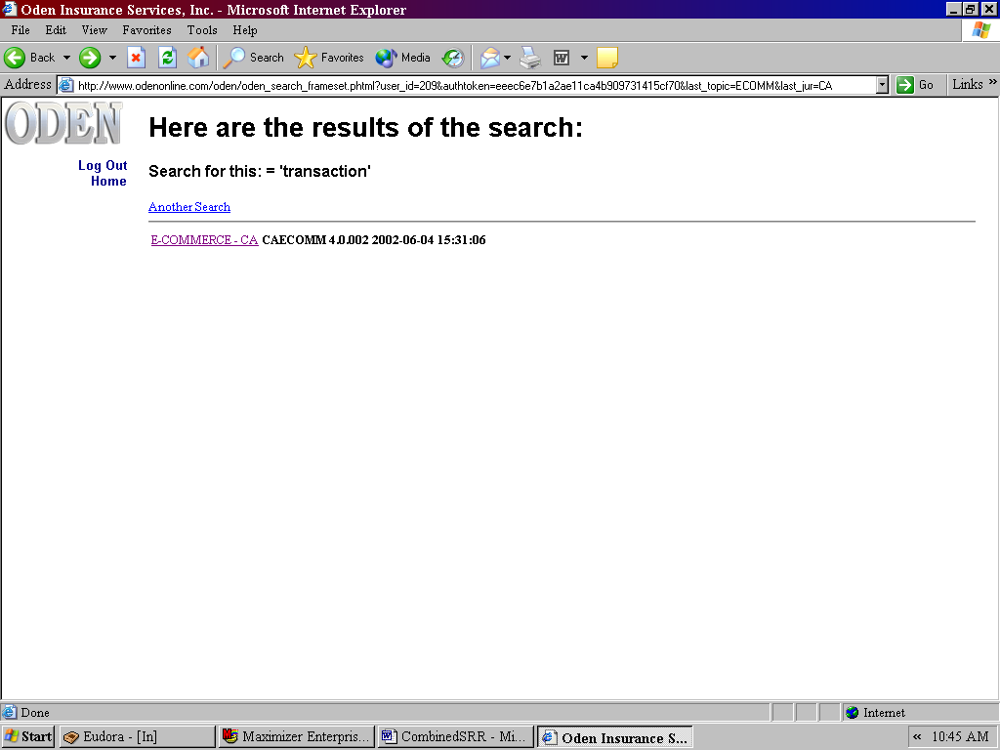 Oden Insurance Services, Inc. - Microsoft Internet Explorer
File Edit View Favorites Tools Help
Back Search Favorites Media
Address http://www.odenonline.com/oden/oden_search_frameset.phtml?user_id=209&authtoken=eeec6e7b1a2ae11ca4b909731415cf70&last_topic=ECOMM&last_jur=CA Go Links »
ODEN
Log Out
Home
Here are the results of the search:
Search for this: = 'transaction'
Another Search
E-COMMERCE - CA CAECOMM 4.0.002 2002-06-04 15:31:06
Done Internet
Start Eudora - [In] Maximizer Enterpris... CombinedSRR - Mi... Oden Insurance S... « 10:45 AM